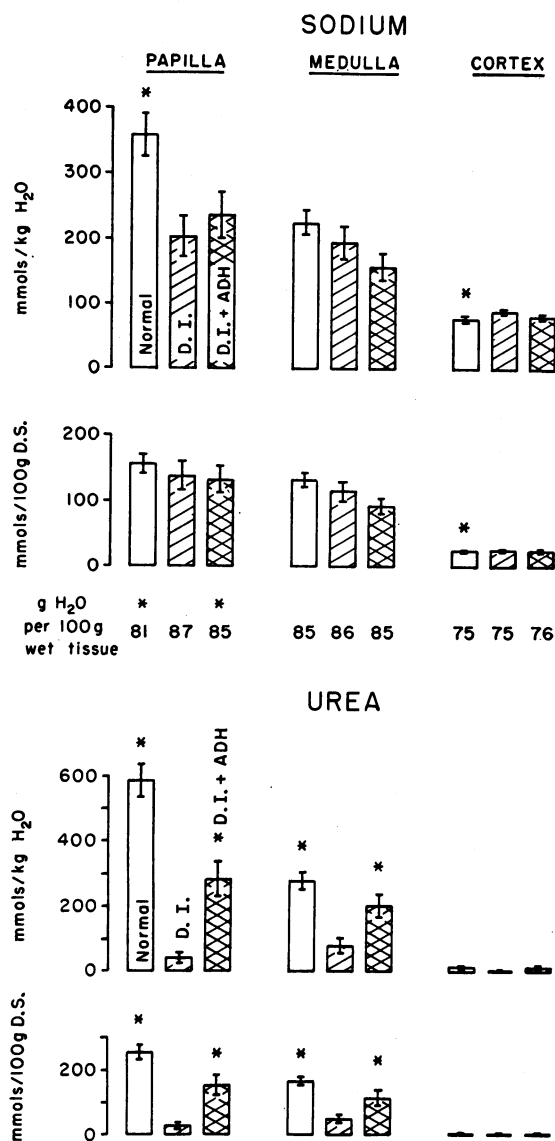 SODIUM
PAPILLA MEDULLA CORTEX
*
400
300
200
100
0
mmols/kg H₂O
Normal
D. I.
D.I.+ ADH
*
200
100
0
mmols/100g D.S.
*
g H₂O * *
per 100g 81 87 85 85 86 85 75 75 7.6
wet tissue
UREA
*
600
400
200
0
mmols/kg H₂O
Normal
D. I.
* D.I. + ADH
* *
200
0
mmols/100g D.S.
* * * *